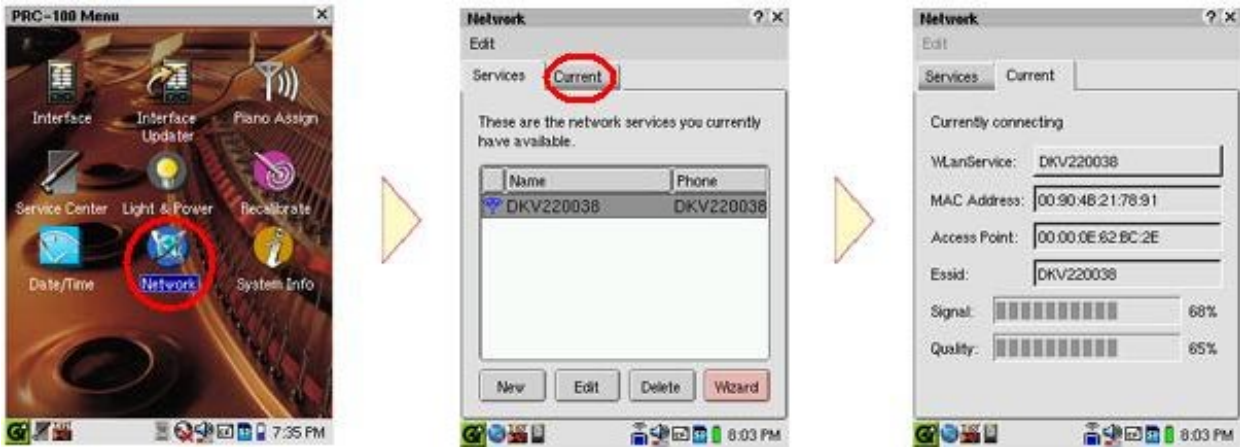 PRC-100 Menu
Interface
Interface Updater
Piano Assign
Service Center
Light & Power
Recalibrate
Date/Time
Network
System Info
7:35 PM
Network
Edit
Services
Current
These are the network services you currently
have available.
Name
Phone
DKV220038
DKV220038
New
Edit
Delete
Wizard
8:03 PM
Network
Edit
Services
Current
Currently connecting
WLanService: DKV220038
MAC Address: 00:90:4B:21:78:91
Access Point: 00:00:0E:62:BC:2E
Essid: DKV220038
Signal: 68%
Quality: 65%
8:03 PM